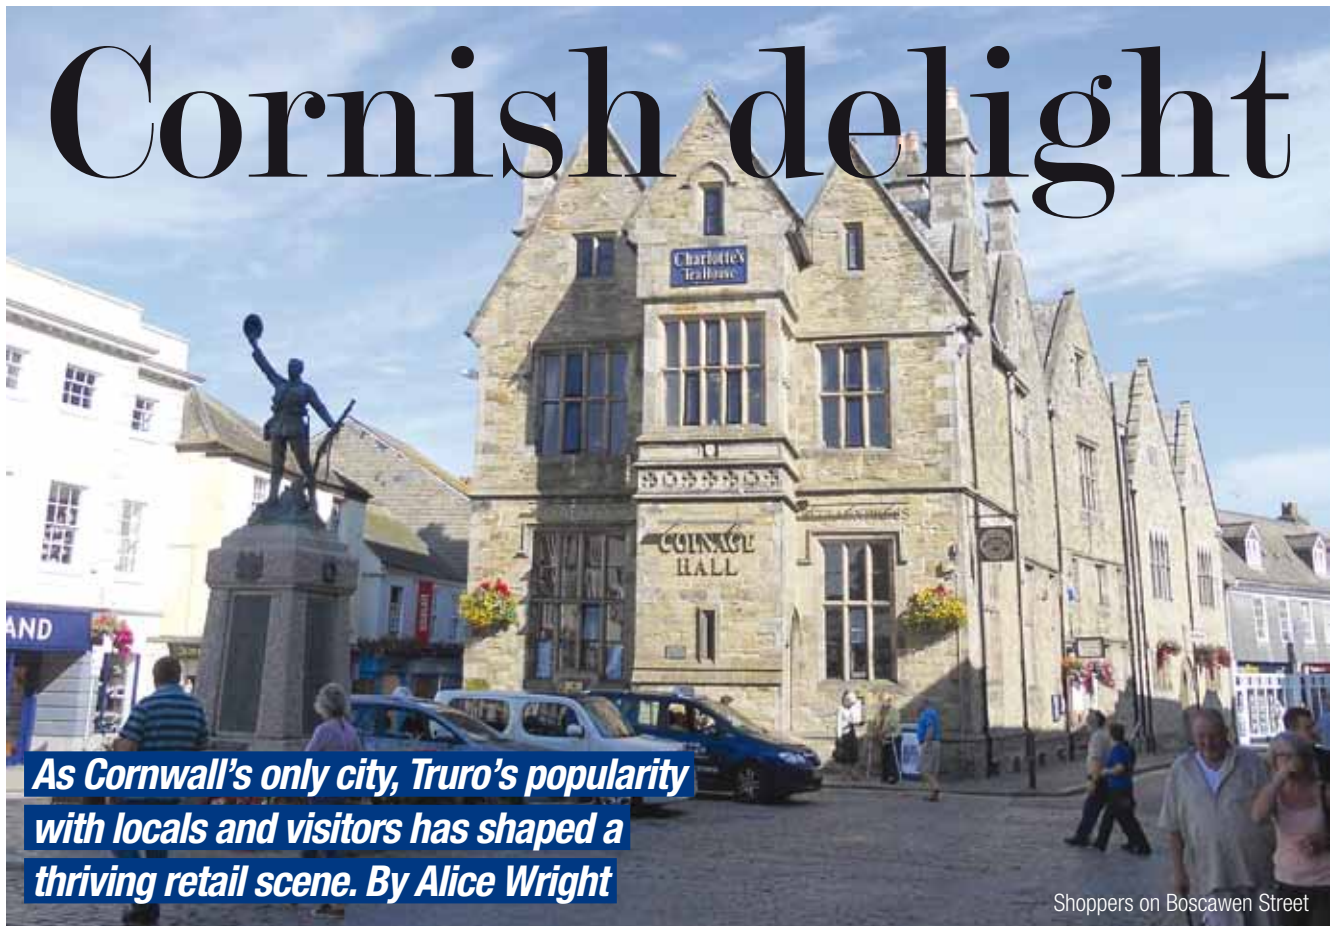 Cornish delight
Charlotte's
Tea House
COINAGE
HALL
AND
As Cornwall's only city, Truro's popularity
with locals and visitors has shaped a
thriving retail scene. By Alice Wright
Shoppers on Boscawen Street